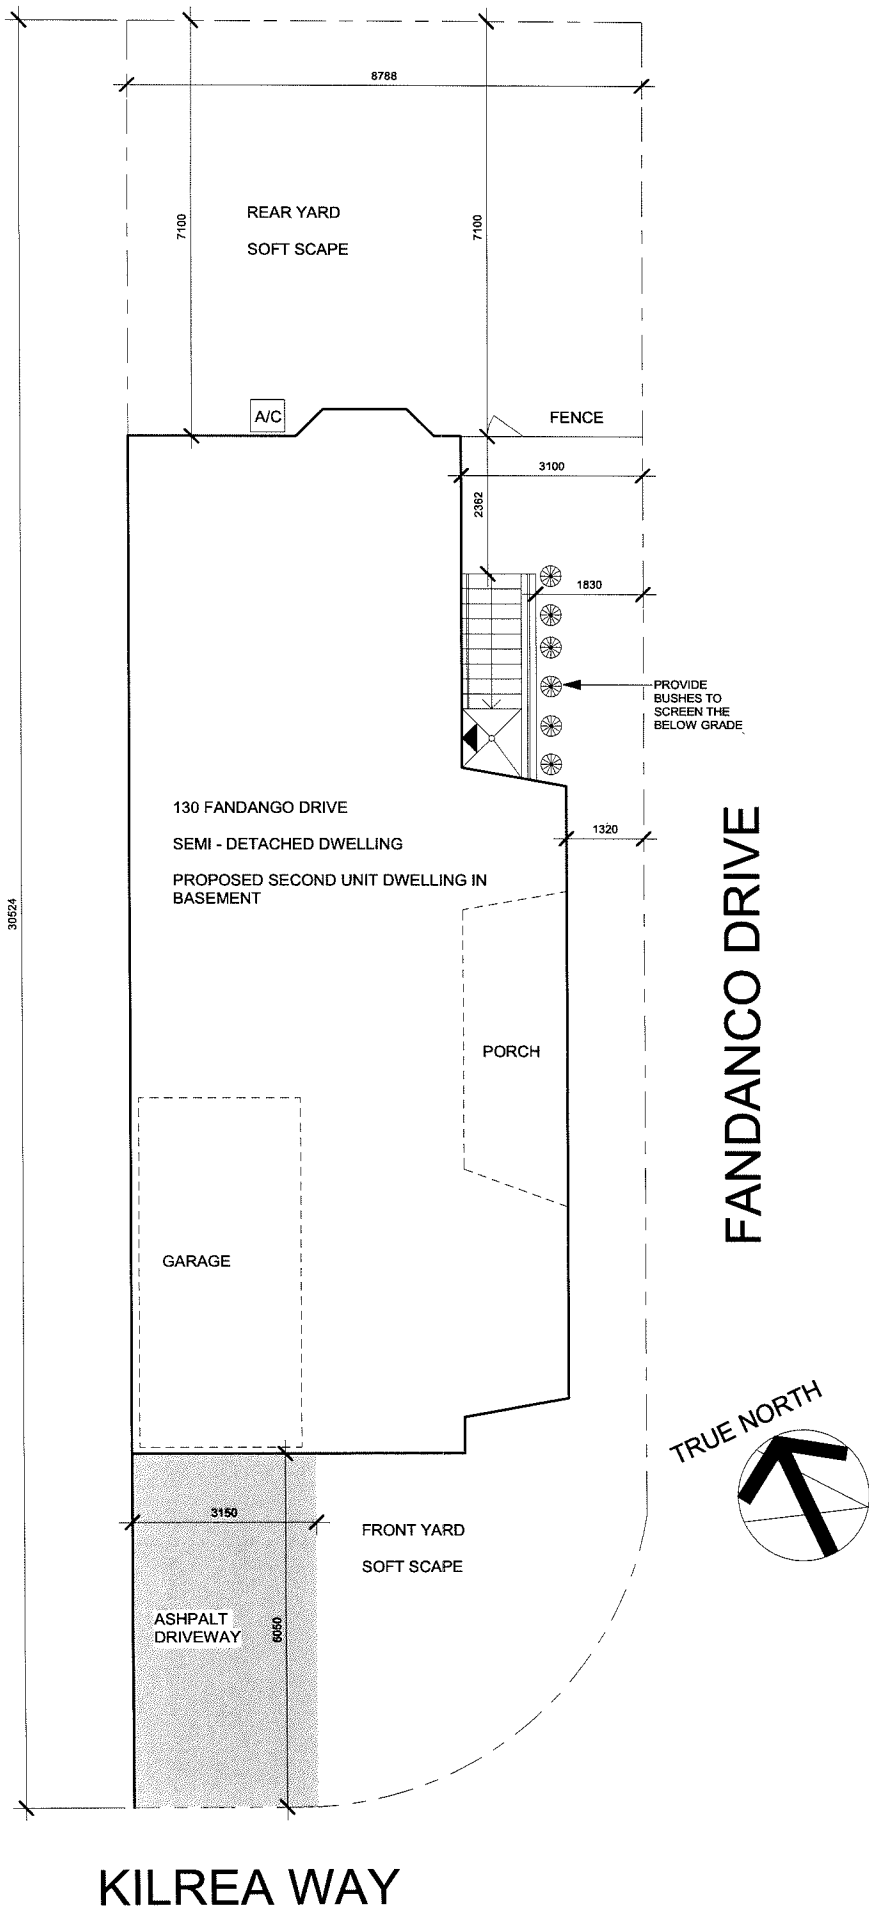 8788
7100
7100
REAR YARD
SOFT SCAPE
A/C
FENCE
3100
2362
1830
PROVIDE
BUSHES TO
SCREEN THE
BELOW GRADE
130 FANDANGO DRIVE
SEMI - DETACHED DWELLING
PROPOSED SECOND UNIT DWELLING IN
BASEMENT
1320
30524
FANDANCO DRIVE
PORCH
GARAGE
TRUE NORTH
3150
FRONT YARD
SOFT SCAPE
ASHPALT
DRIVEWAY
6050
KILREA WAY